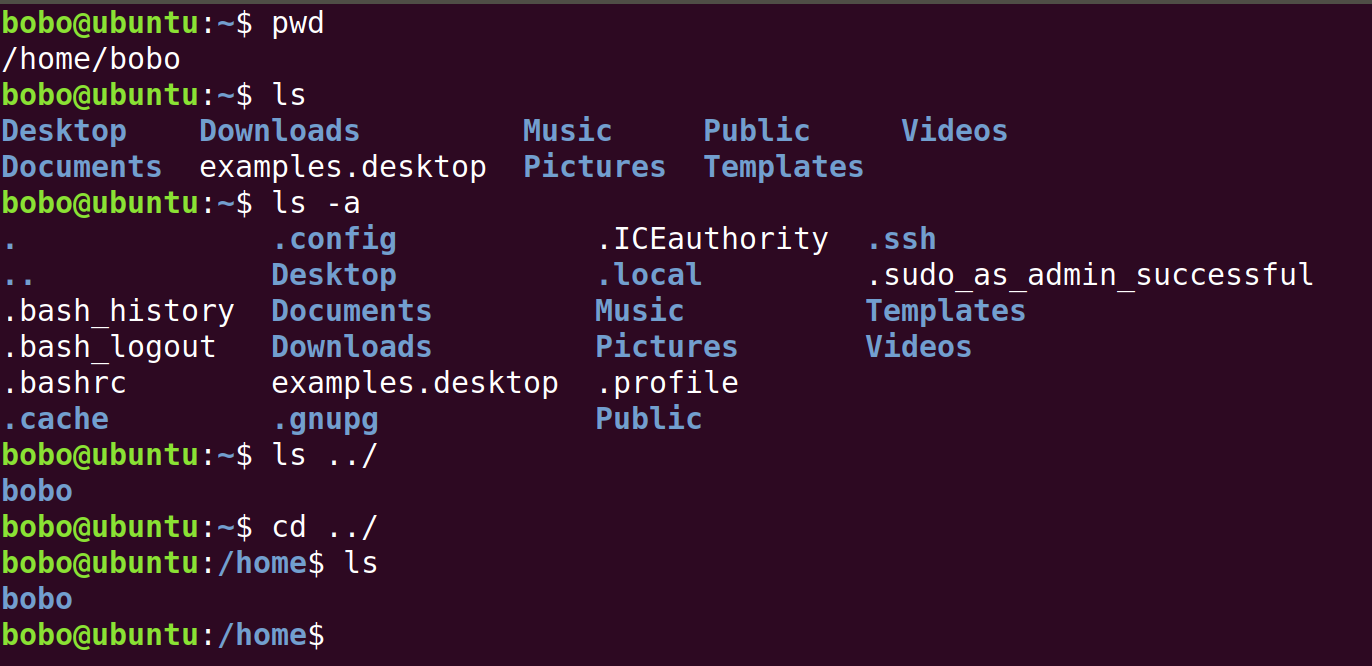 bobo@ubuntu:~$ pwd
/home/bobo
bobo@ubuntu:~$ ls
Desktop    Downloads         Music     Public     Videos
Documents  examples.desktop  Pictures  Templates
bobo@ubuntu:~$ ls -a
.              .config           .ICEauthority  .ssh
..             Desktop           .local         .sudo_as_admin_successful
.bash_history  Documents         Music          Templates
.bash_logout   Downloads         Pictures       Videos
.bashrc        examples.desktop  .profile
.cache         .gnupg            Public
bobo@ubuntu:~$ ls ../
bobo
bobo@ubuntu:~$ cd ../
bobo@ubuntu:/home$ ls
bobo
bobo@ubuntu:/home$